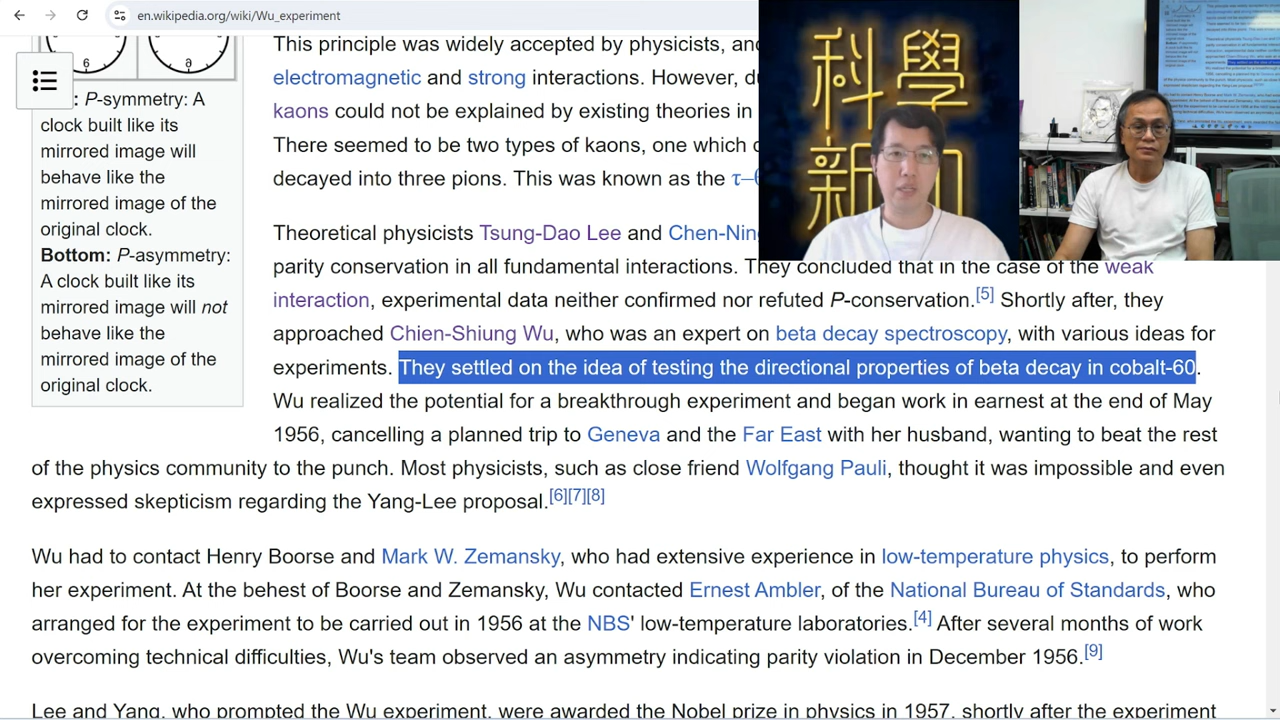 en.wikipedia.org/wiki/Wu_experiment
P-symmetry: A
clock built like its
mirrored image will
behave like the
mirrored image of the
original clock.
Bottom: P-asymmetry:
A clock built like its
mirrored image will not
behave like the
mirrored image of the
original clock.
This principle was wide by physicists, an
electromagnetic and interactions. However, d
kaons could not be explained by existing theories in
There seemed to be two types of kaons, one which
decayed into three pions. This was known as the τ–θ
Theoretical physicists Tsung-Dao Lee and Chen-Ning
parity conservation in all fundamental interactions. They concluded that in the case of the weak
interaction, experimental data neither confirmed nor refuted P-conservation.[5] Shortly after, they
approached Chien-Shiung Wu, who was an expert on beta decay spectroscopy, with various ideas for
experiments. They settled on the idea of testing the directional properties of beta decay in cobalt-60.
Wu realized the potential for a breakthrough experiment and began work in earnest at the end of May
1956, cancelling a planned trip to Geneva and the Far East with her husband, wanting to beat the rest
of the physics community to the punch. Most physicists, such as close friend Wolfgang Pauli, thought it was impossible and even
expressed skepticism regarding the Yang-Lee proposal.[6][7][8]
Wu had to contact Henry Boorse and Mark W. Zemansky, who had extensive experience in low-temperature physics, to perform
her experiment. At the behest of Boorse and Zemansky, Wu contacted Ernest Ambler, of the National Bureau of Standards, who
arranged for the experiment to be carried out in 1956 at the NBS' low-temperature laboratories.[4] After several months of work
overcoming technical difficulties, Wu's team observed an asymmetry indicating parity violation in December 1956.[9]
Lee and Yang, who prompted the Wu experiment, were awarded the Nobel prize in physics in 1957, shortly after the experiment
科學
新